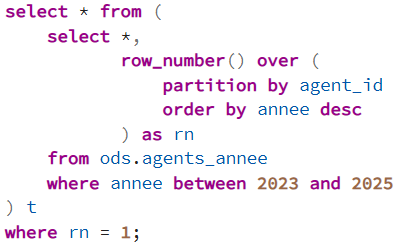 select * from (
    select *,
           row_number() over (
               partition by agent_id
               order by annee desc
           ) as rn
    from ods.agents_annee
    where annee between 2023 and 2025
) t
where rn = 1;